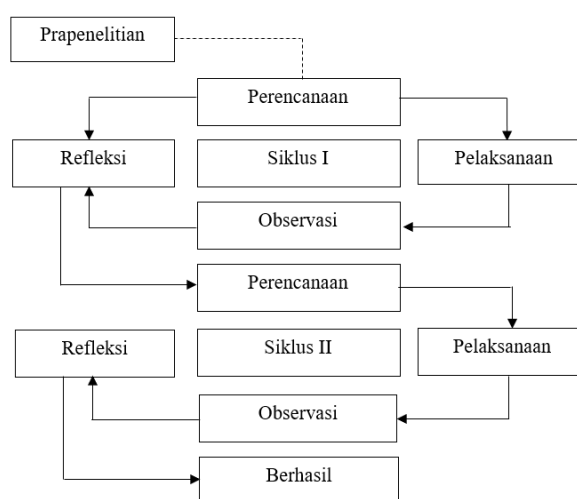 Prapenelitian
Perencanaan
Refleksi
Siklus I
Pelaksanaan
Observasi
Perencanaan
Refleksi
Siklus II
Pelaksanaan
Observasi
Berhasil